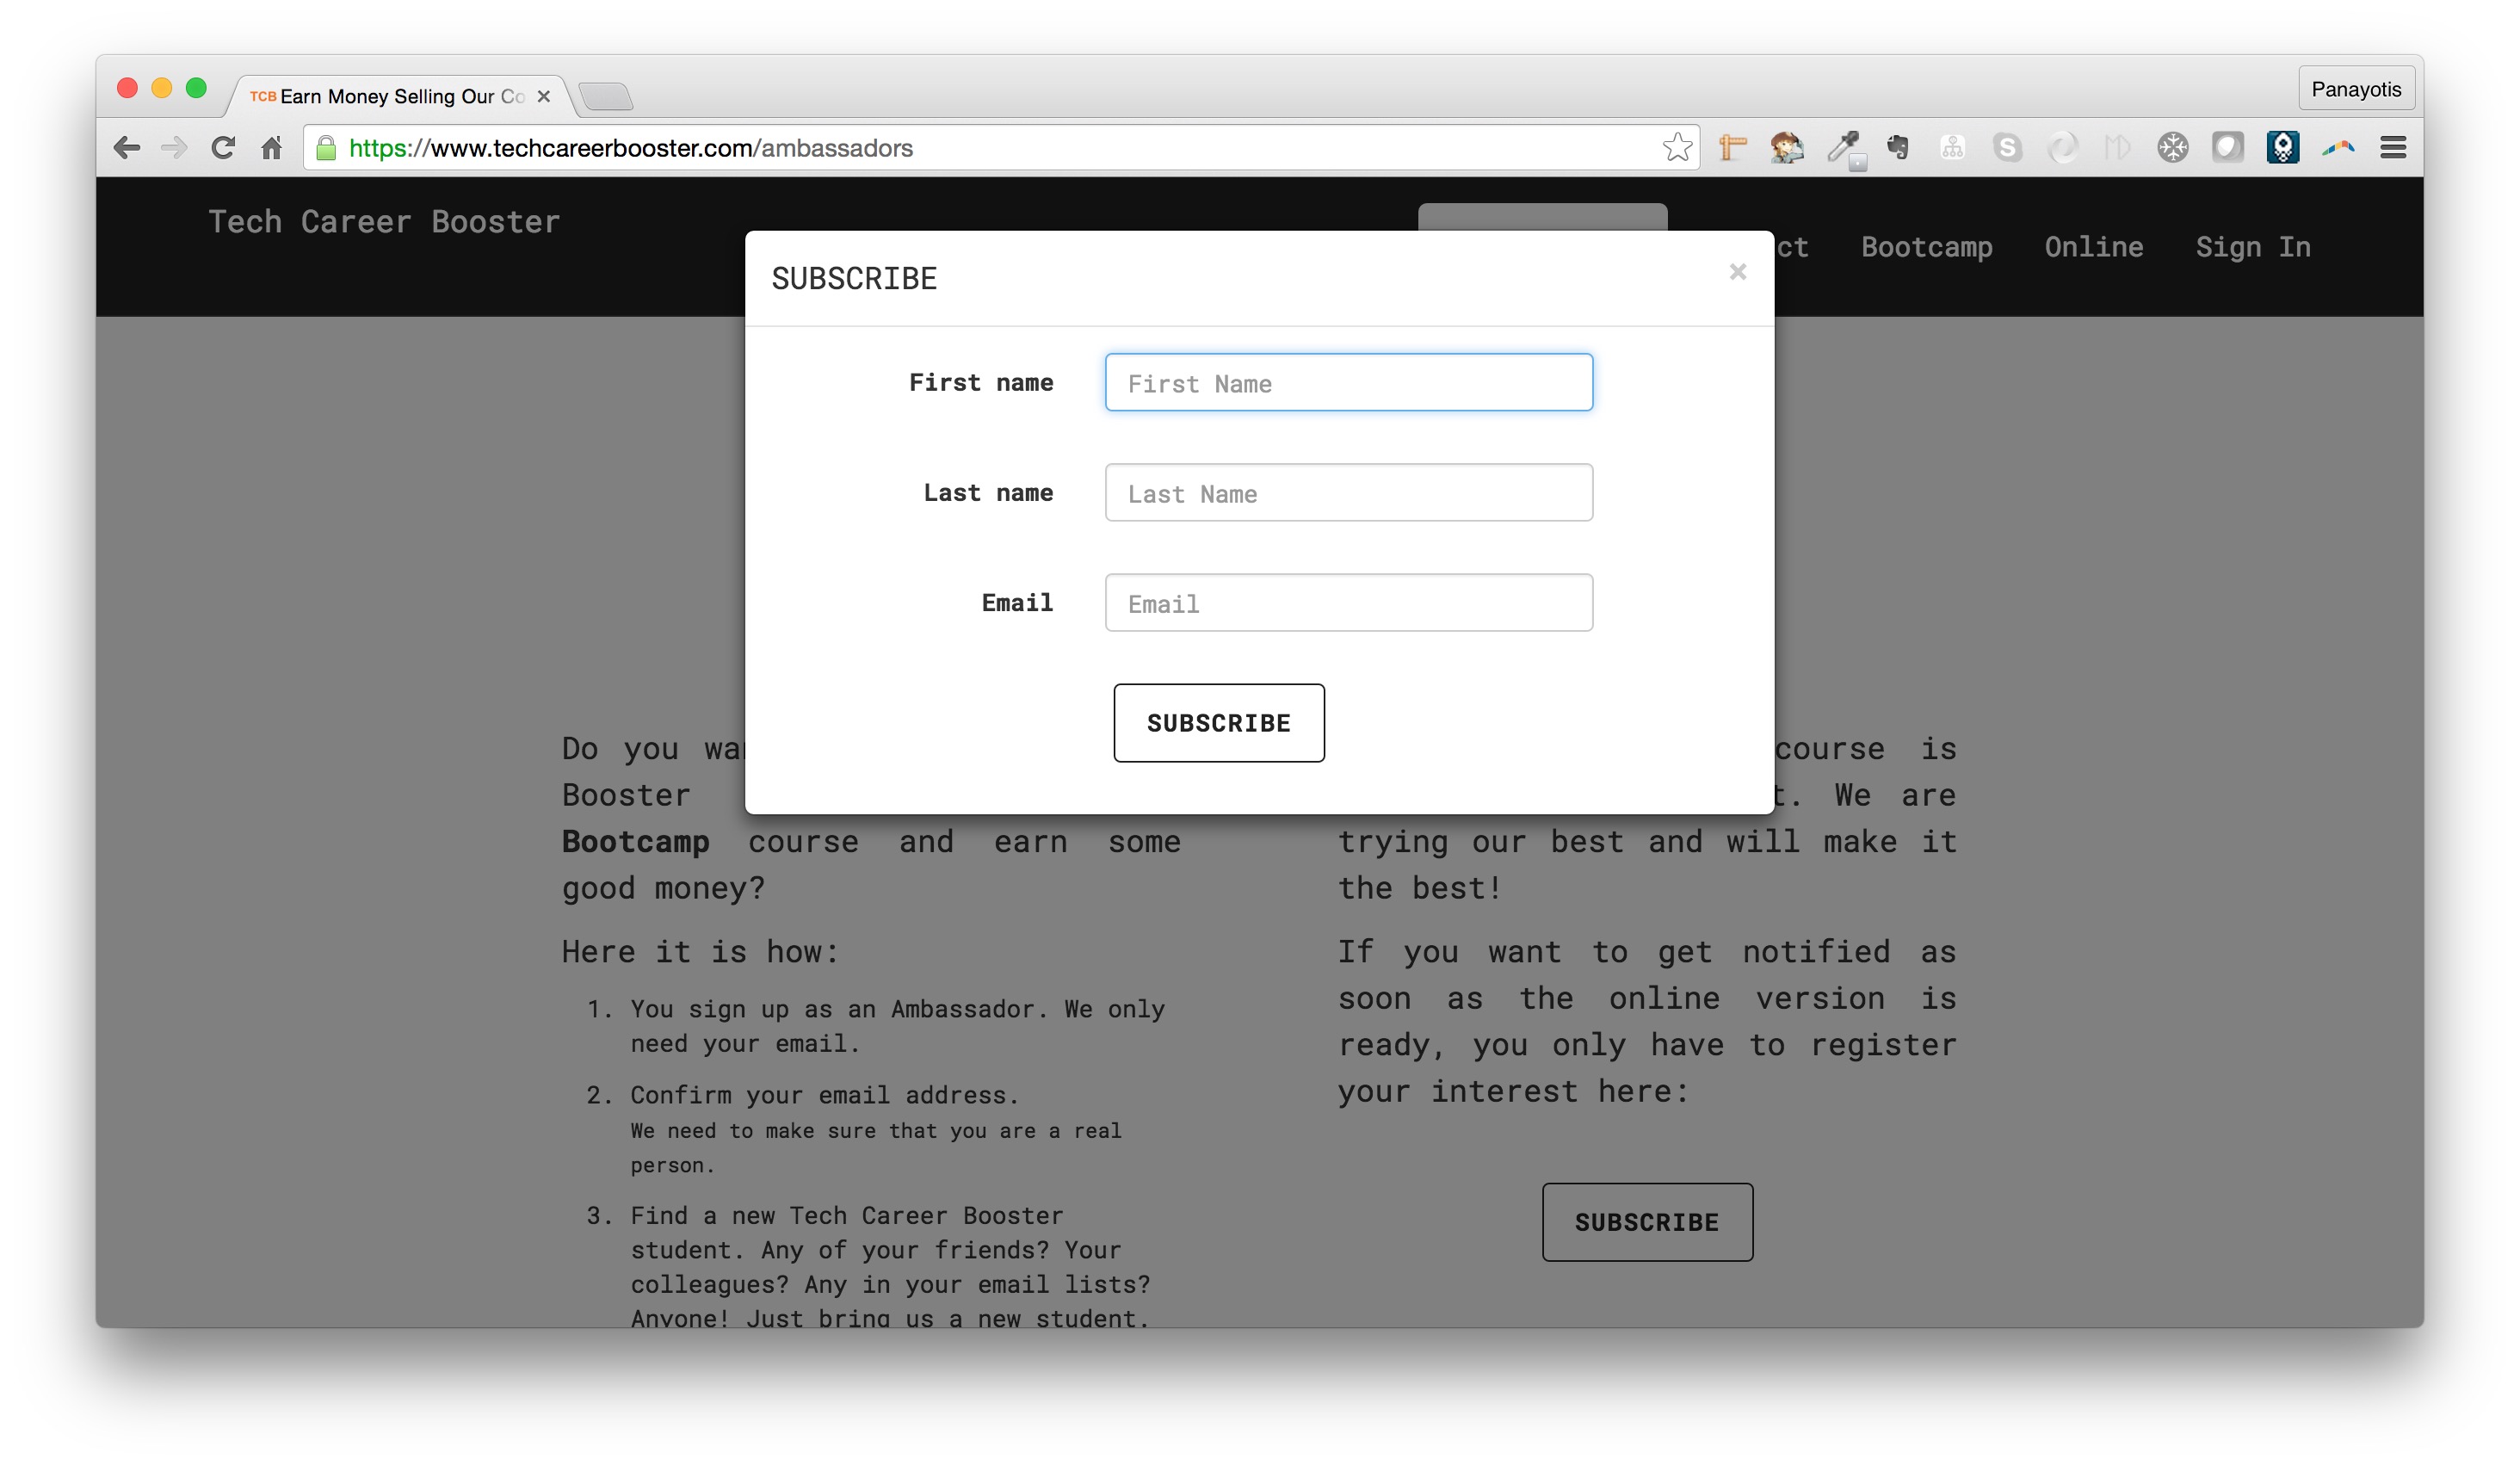 TCB Earn Money Selling Our Co
Panayotis
https://www.techcareerbooster.com/ambassadors
Tech Career Booster
ct Bootcamp Online Sign In
SUBSCRIBE ×
First name First Name
Last name Last Name
Email Email
SUBSCRIBE
Do you wa
Booster
Bootcamp course and earn some
good money?
Here it is how:
1. You sign up as an Ambassador. We only
need your email.
2. Confirm your email address.
We need to make sure that you are a real
person.
3. Find a new Tech Career Booster
student. Any of your friends? Your
colleagues? Any in your email lists?
Anyone! Just bring us a new student.
course is
t. We are
trying our best and will make it
the best!
If you want to get notified as
soon as the online version is
ready, you only have to register
your interest here:
SUBSCRIBE